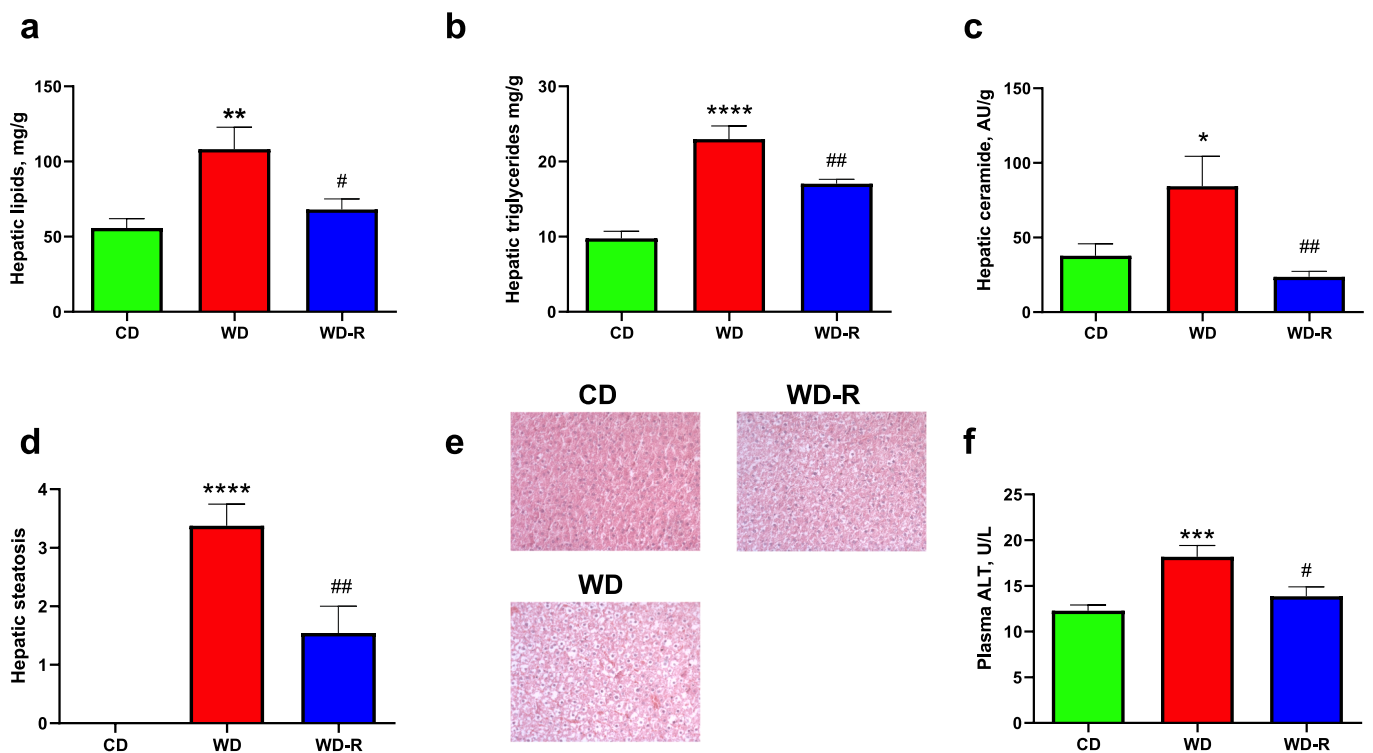 a
Hepatic lipids, mg/g
150
100
50
0
**
#
CD WD WD-R
b
Hepatic triglycerides mg/g
30
20
10
0
****
##
CD WD WD-R
c
Hepatic ceramide, AU/g
150
100
50
0
*
##
CD WD WD-R
d
Hepatic steatosis
4
3
2
1
0
****
##
CD WD WD-R
e
CD WD-R
WD
f
Plasma ALT, U/L
25
20
15
10
5
0
***
#
CD WD WD-R